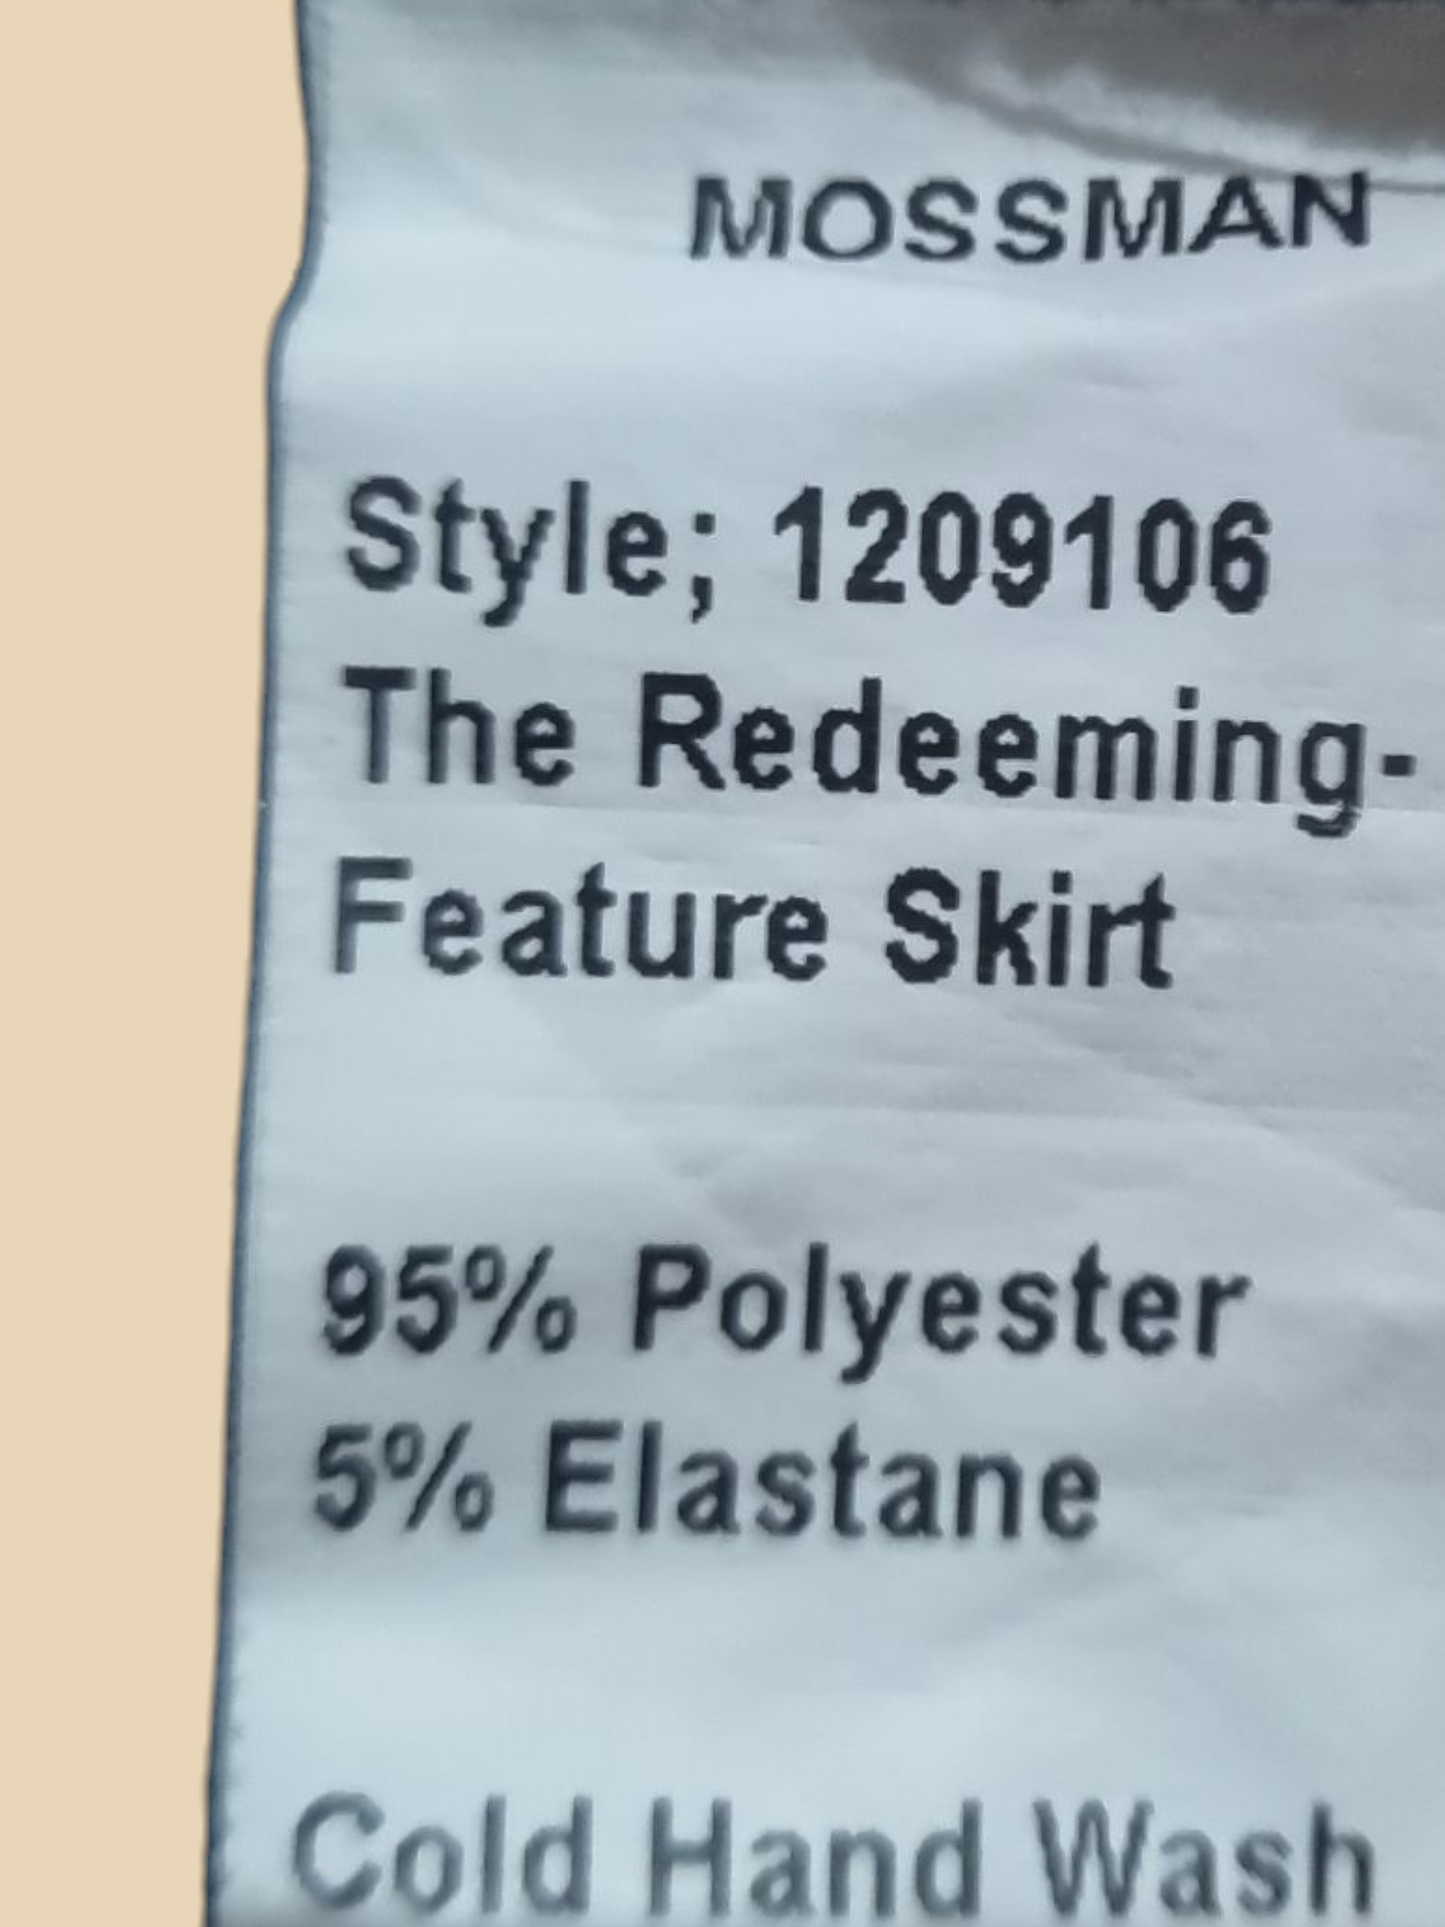 MOSSMAN
Style; 1209106
The Redeeming-
Feature Skirt
95% Polyester
5% Elastane
Cold Hand Wash